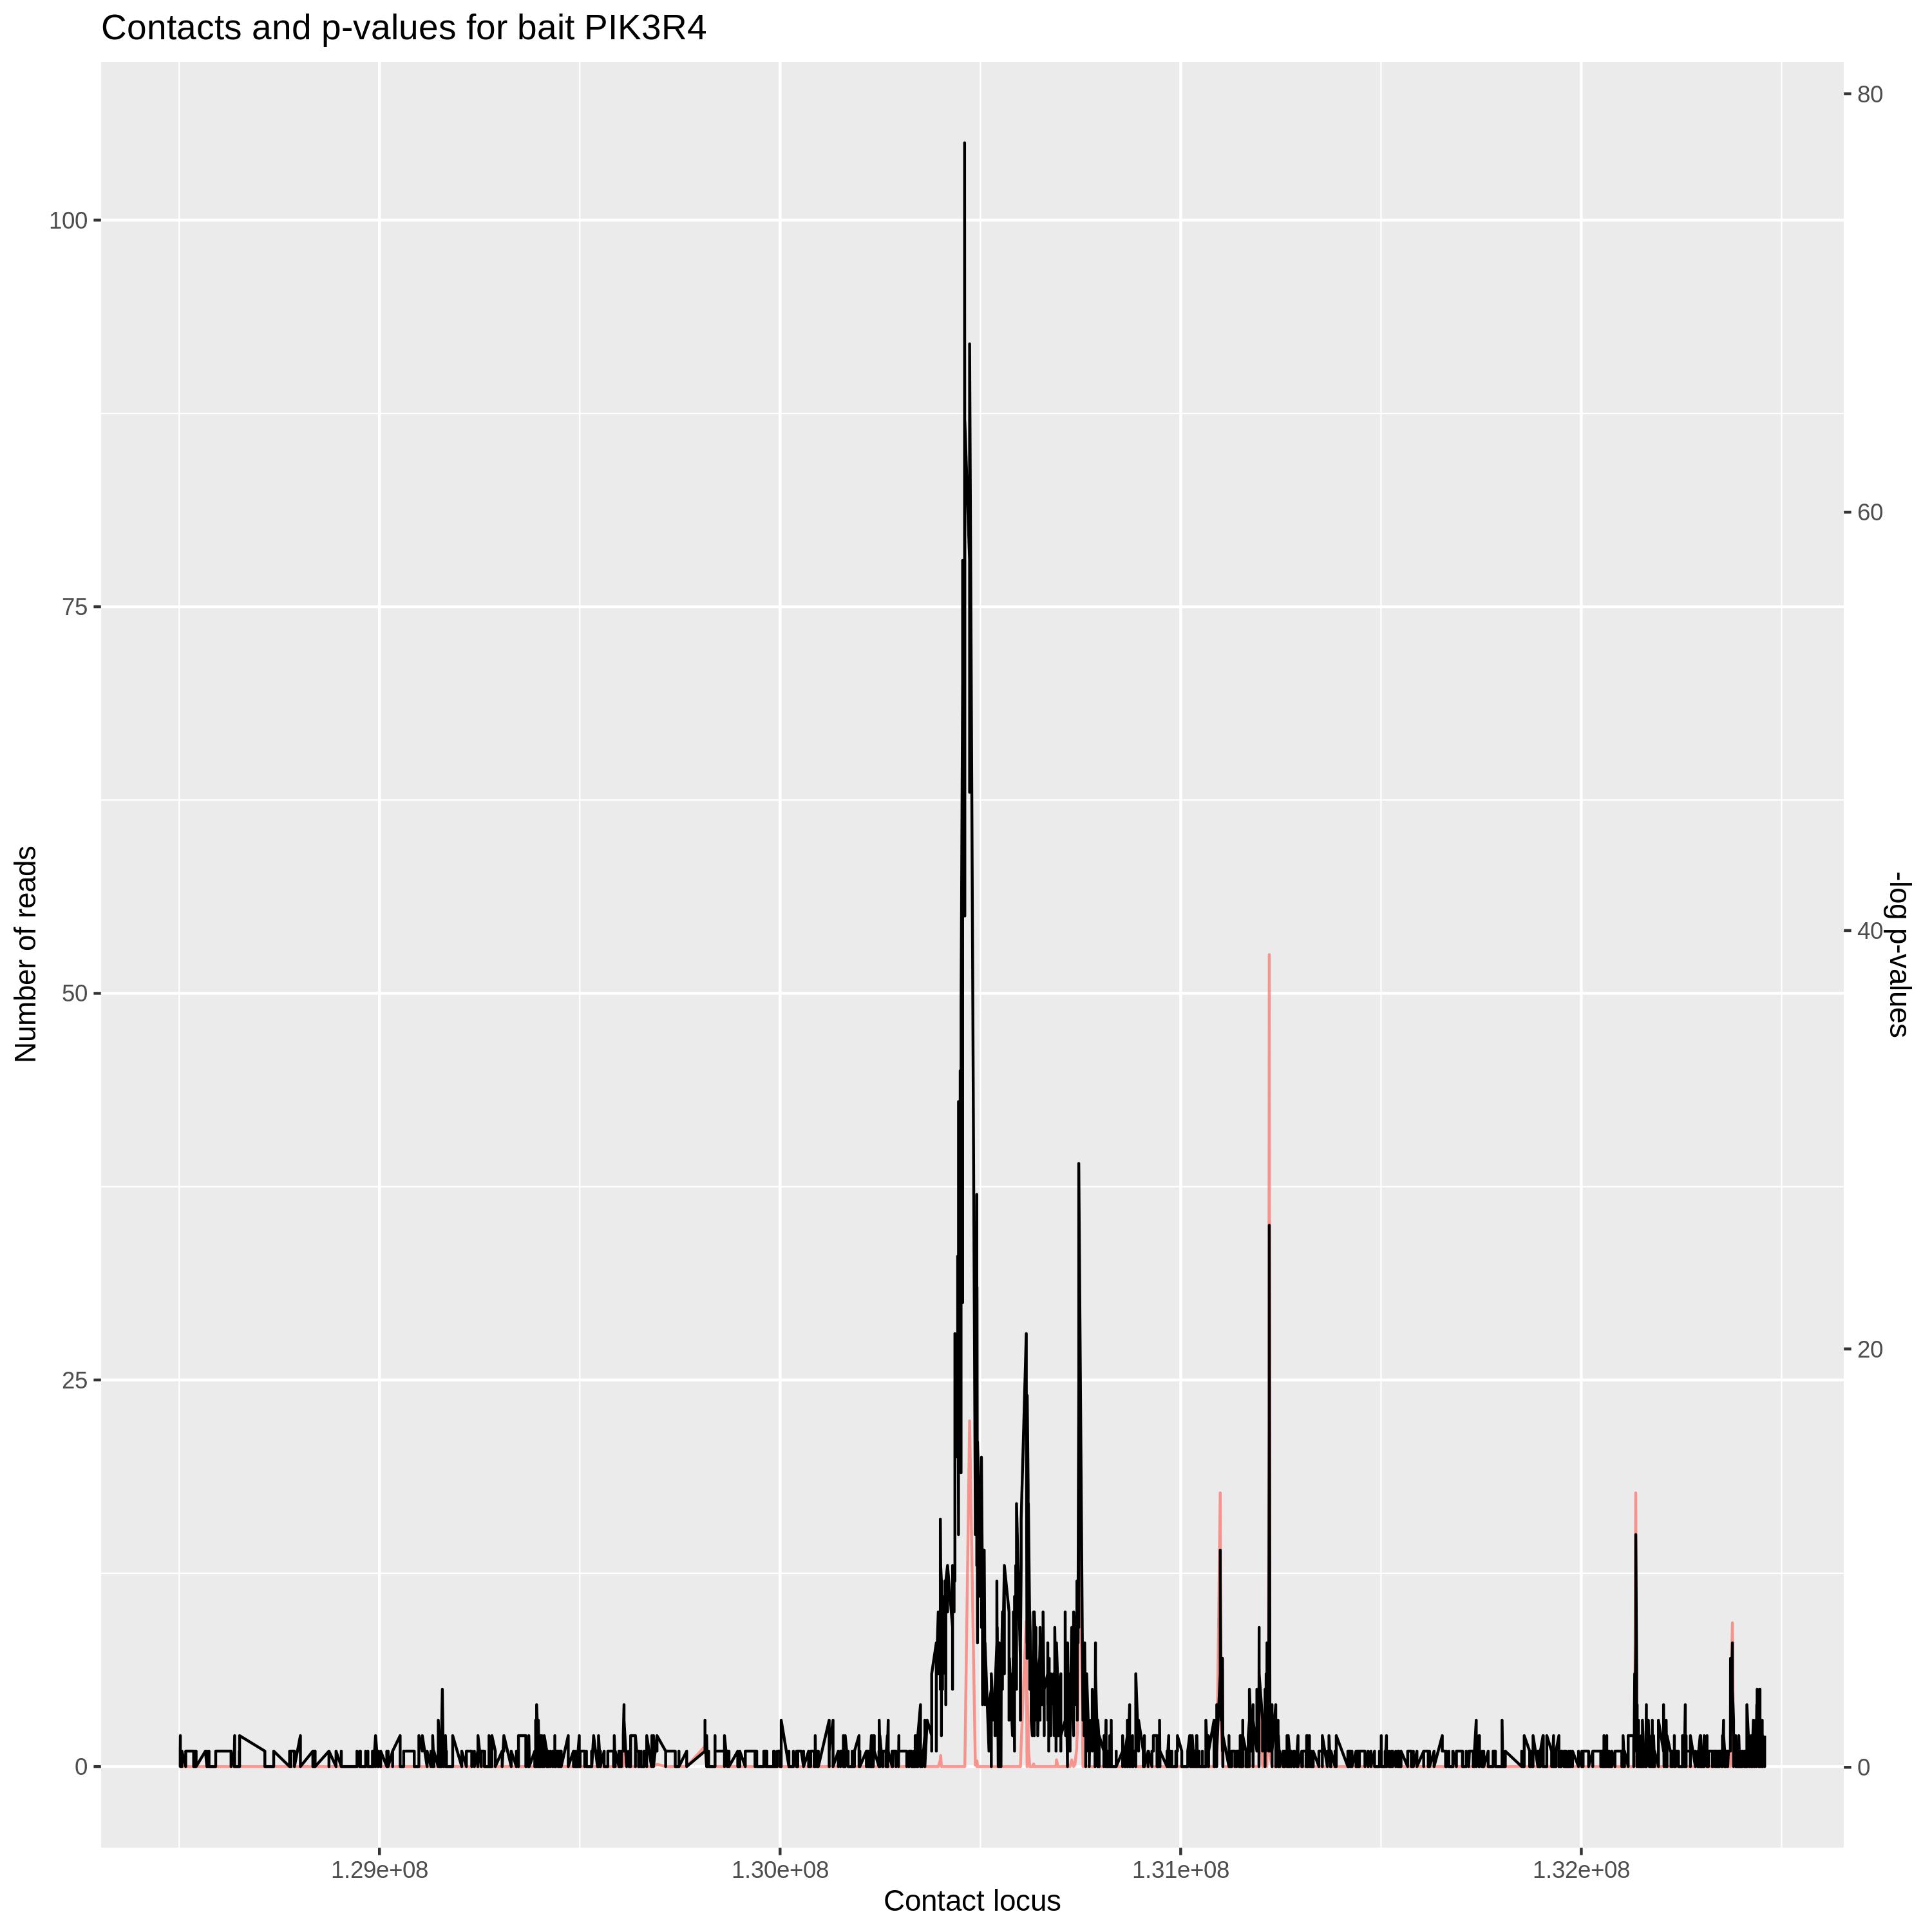 Contacts and p-values for bait PIK3R4
80
100
60
75
Number of reads
-log p-values
40
50
20
25
0
0
1.29e+08
1.30e+08
1.31e+08
1.32e+08
Contact locus